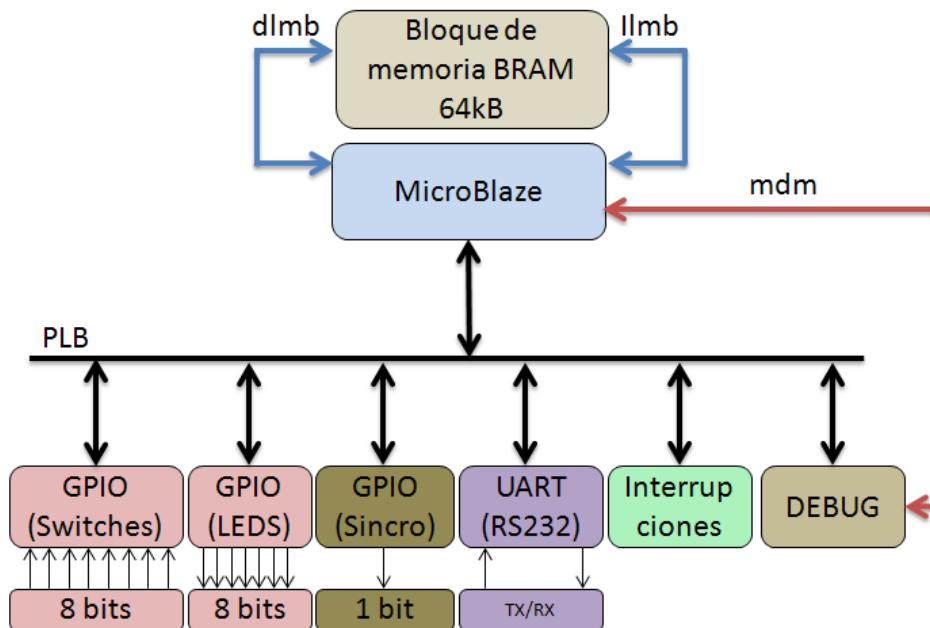 dlmb
Ilmb
Bloque de
memoria BRAM
64kB
MicroBlaze
mdm
PLB
GPIO
(Switches)
GPIO
(LEDS)
GPIO
(Sincro)
UART
(RS232)
Interrup
ciones
DEBUG
8 bits
8 bits
1 bit
TX/RX